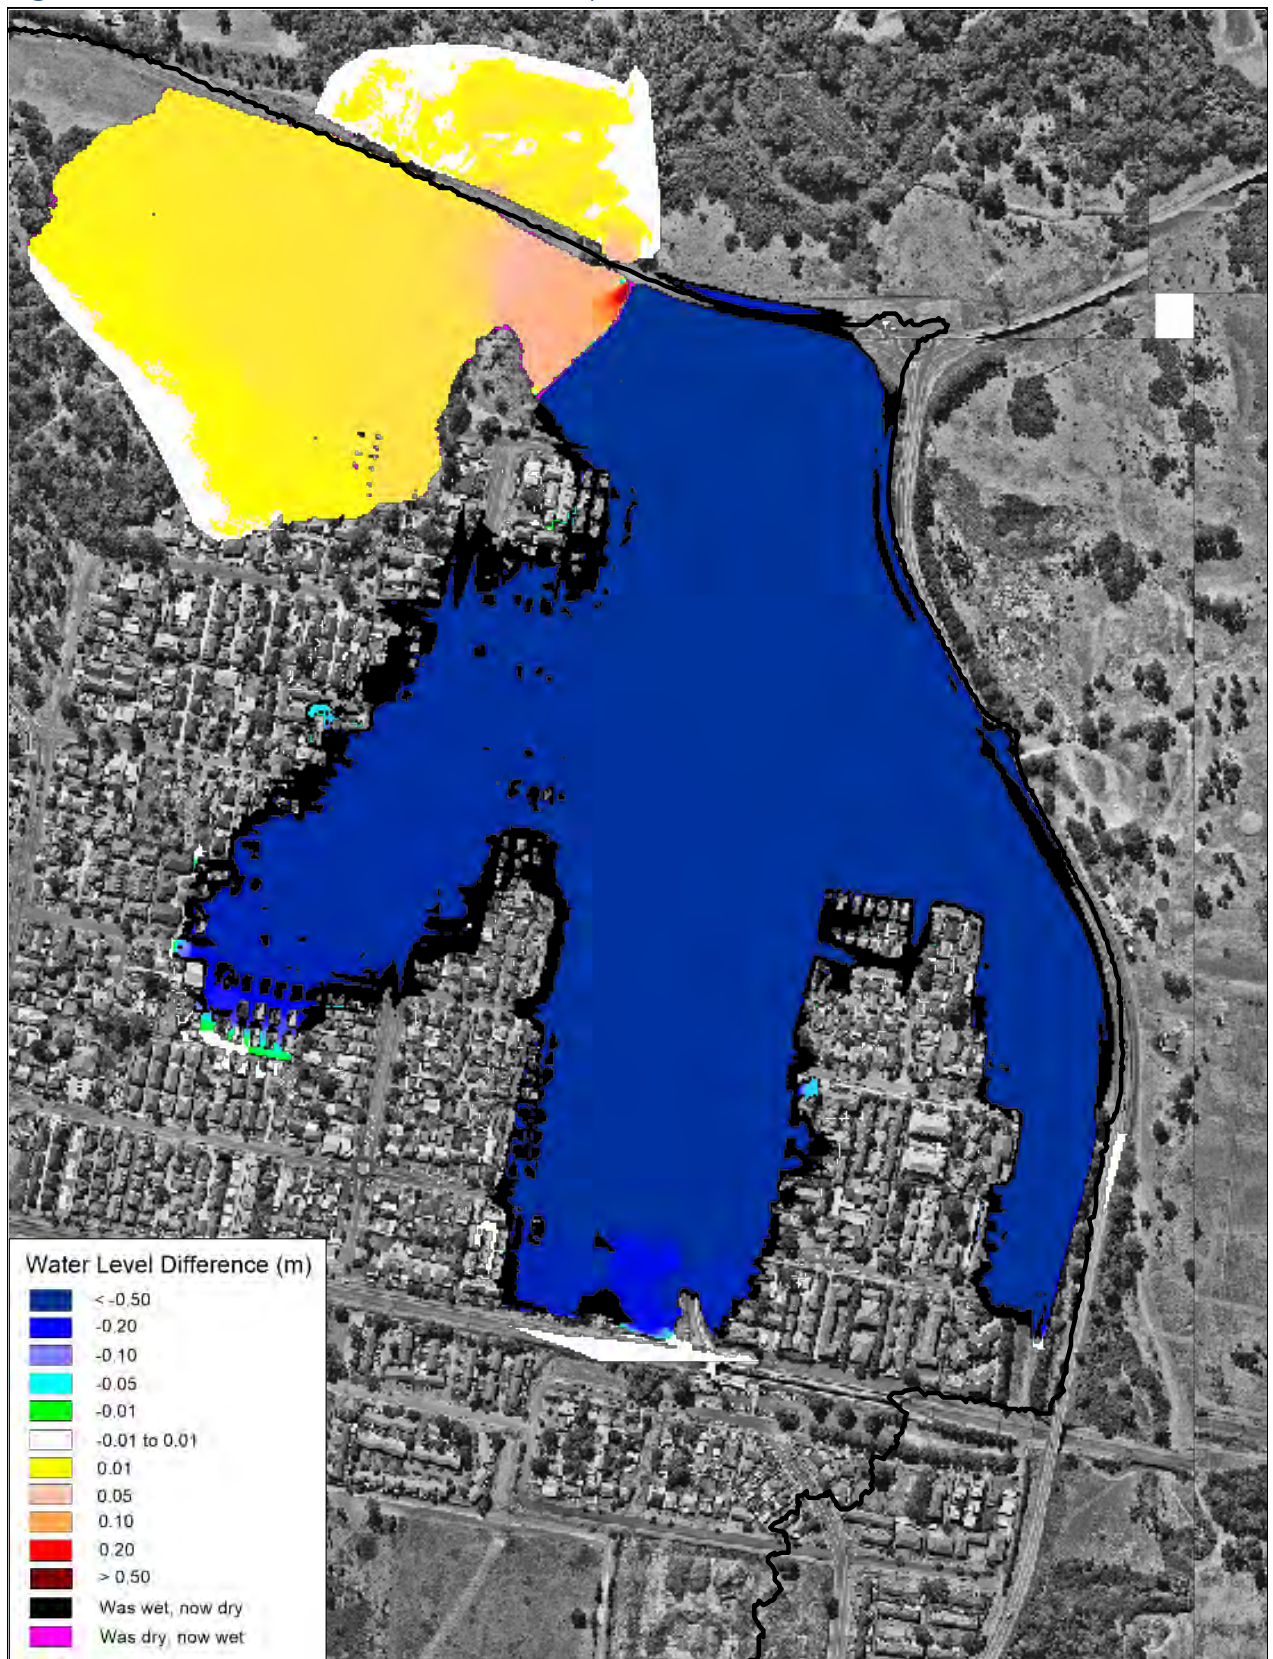 Water Level Difference (m)
< -0.50
-0.20
-0.10
-0.05
-0.01
-0.01 to 0.01
0.01
0.05
0.10
0.20
> 0.50
Was wet, now dry
Was dry, now wet